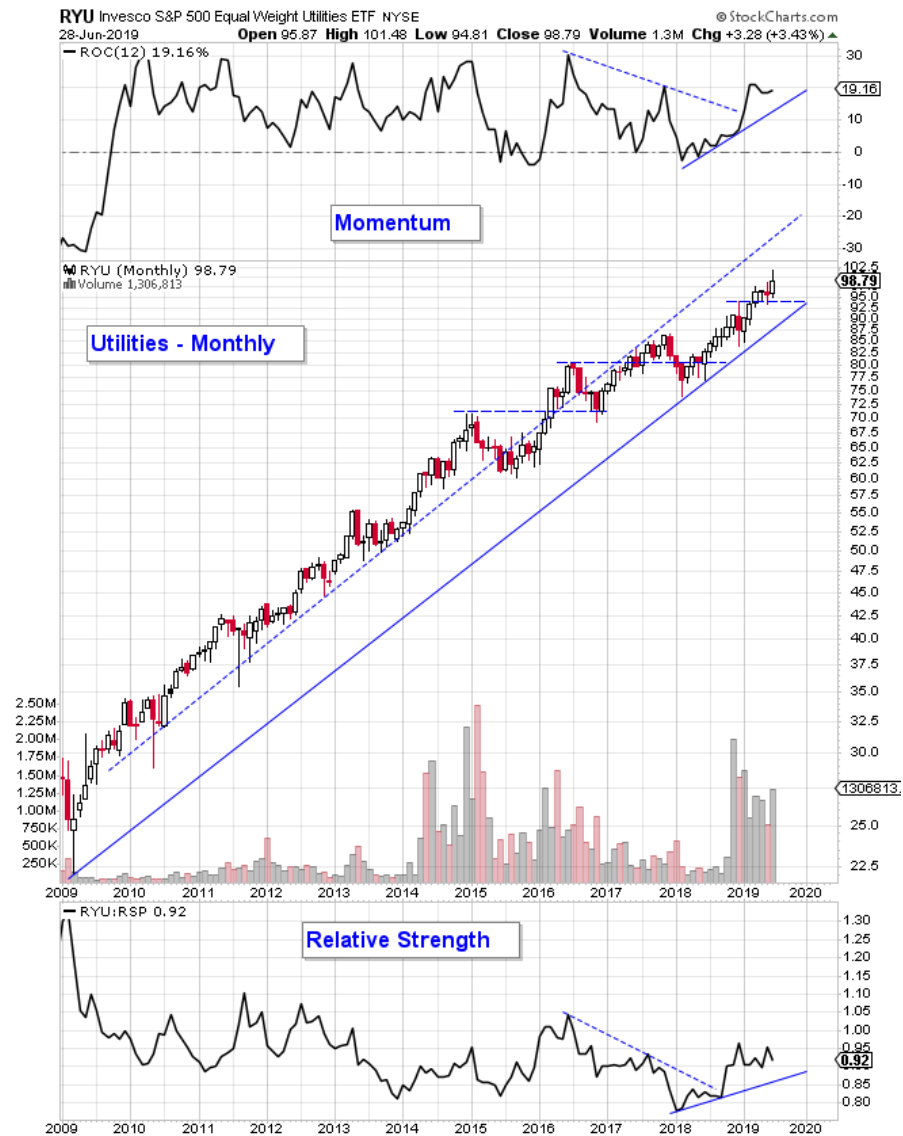 RYU Invesco S&P 500 Equal Weight Utilities ETF NYSE © StockCharts.com
28-Jun-2019 Open 95.87 High 101.48 Low 94.81 Close 98.79 Volume 1.3M Chg +3.28 (+3.43%)
ROC(12) 19.16%
30
19.16
10
0
-10
-20
-30
Momentum
RYU (Monthly) 98.79
Volume 1,306,813
Utilities - Monthly
102.5
98.79
95.0
92.5
90.0
87.5
85.0
82.5
80.0
77.5
75.0
72.5
70.0
67.5
65.0
62.5
60.0
57.5
55.0
52.5
50.0
47.5
45.0
42.5
40.0
37.5
35.0
32.5
30.0
1306813.
25.0
22.5
2.50M
2.25M
2.00M
1.75M
1.50M
1.25M
1.00M
750K
500K
250K
2009 2010 2011 2012 2013 2014 2015 2016 2017 2018 2019 2020
RYU:RSP 0.92
Relative Strength
1.30
1.25
1.20
1.15
1.10
1.05
1.00
0.95
0.92
0.85
0.80
2009 2010 2011 2012 2013 2014 2015 2016 2017 2018 2019 2020